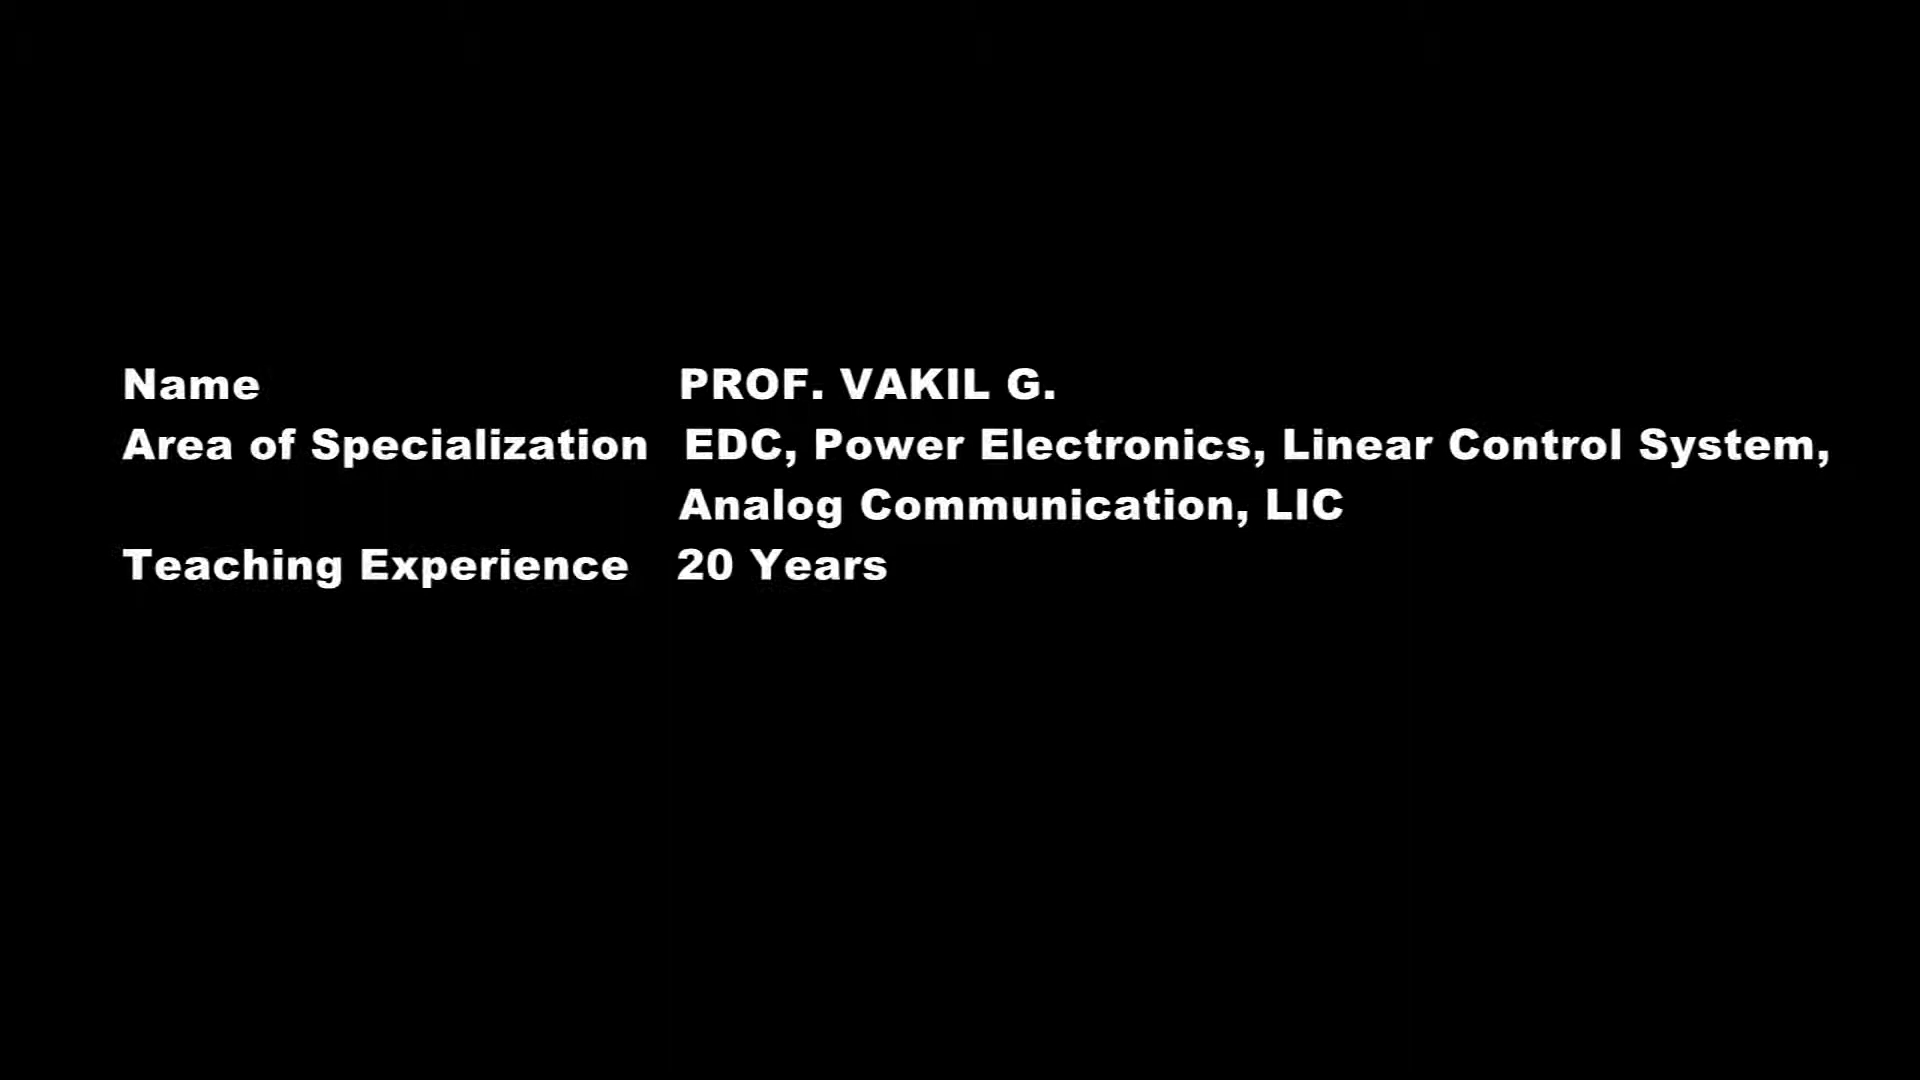 Name PROF. VAKIL G.
Area of Specialization EDC, Power Electronics, Linear Control System,
Analog Communication, LIC
Teaching Experience 20 Years